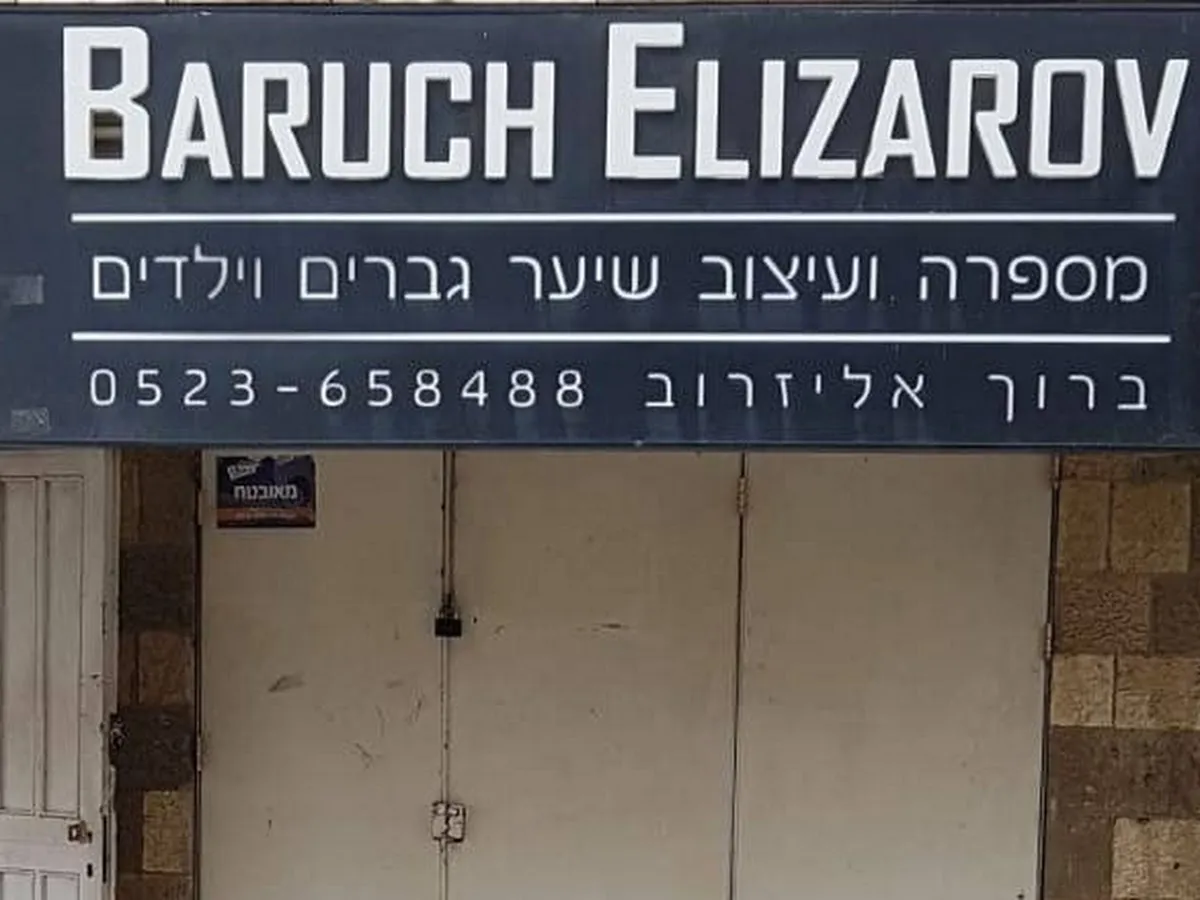 BARUCH ELIZAROV
מספרה ועיצוב שיער גברים וילדים
ברוך אליזרוב 0523-658488
מאובטח